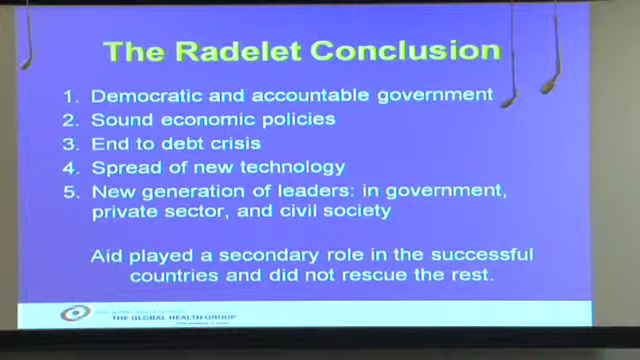 The Radelet Conclusion
1. Democratic and accountable government
2. Sound economic policies
3. End to debt crisis
4. Spread of new technology
5. New generation of leaders: in government,
private sector, and civil society
Aid played a secondary role in the successful
countries and did not rescue the rest.
THE GLOBAL HEALTH GROUP